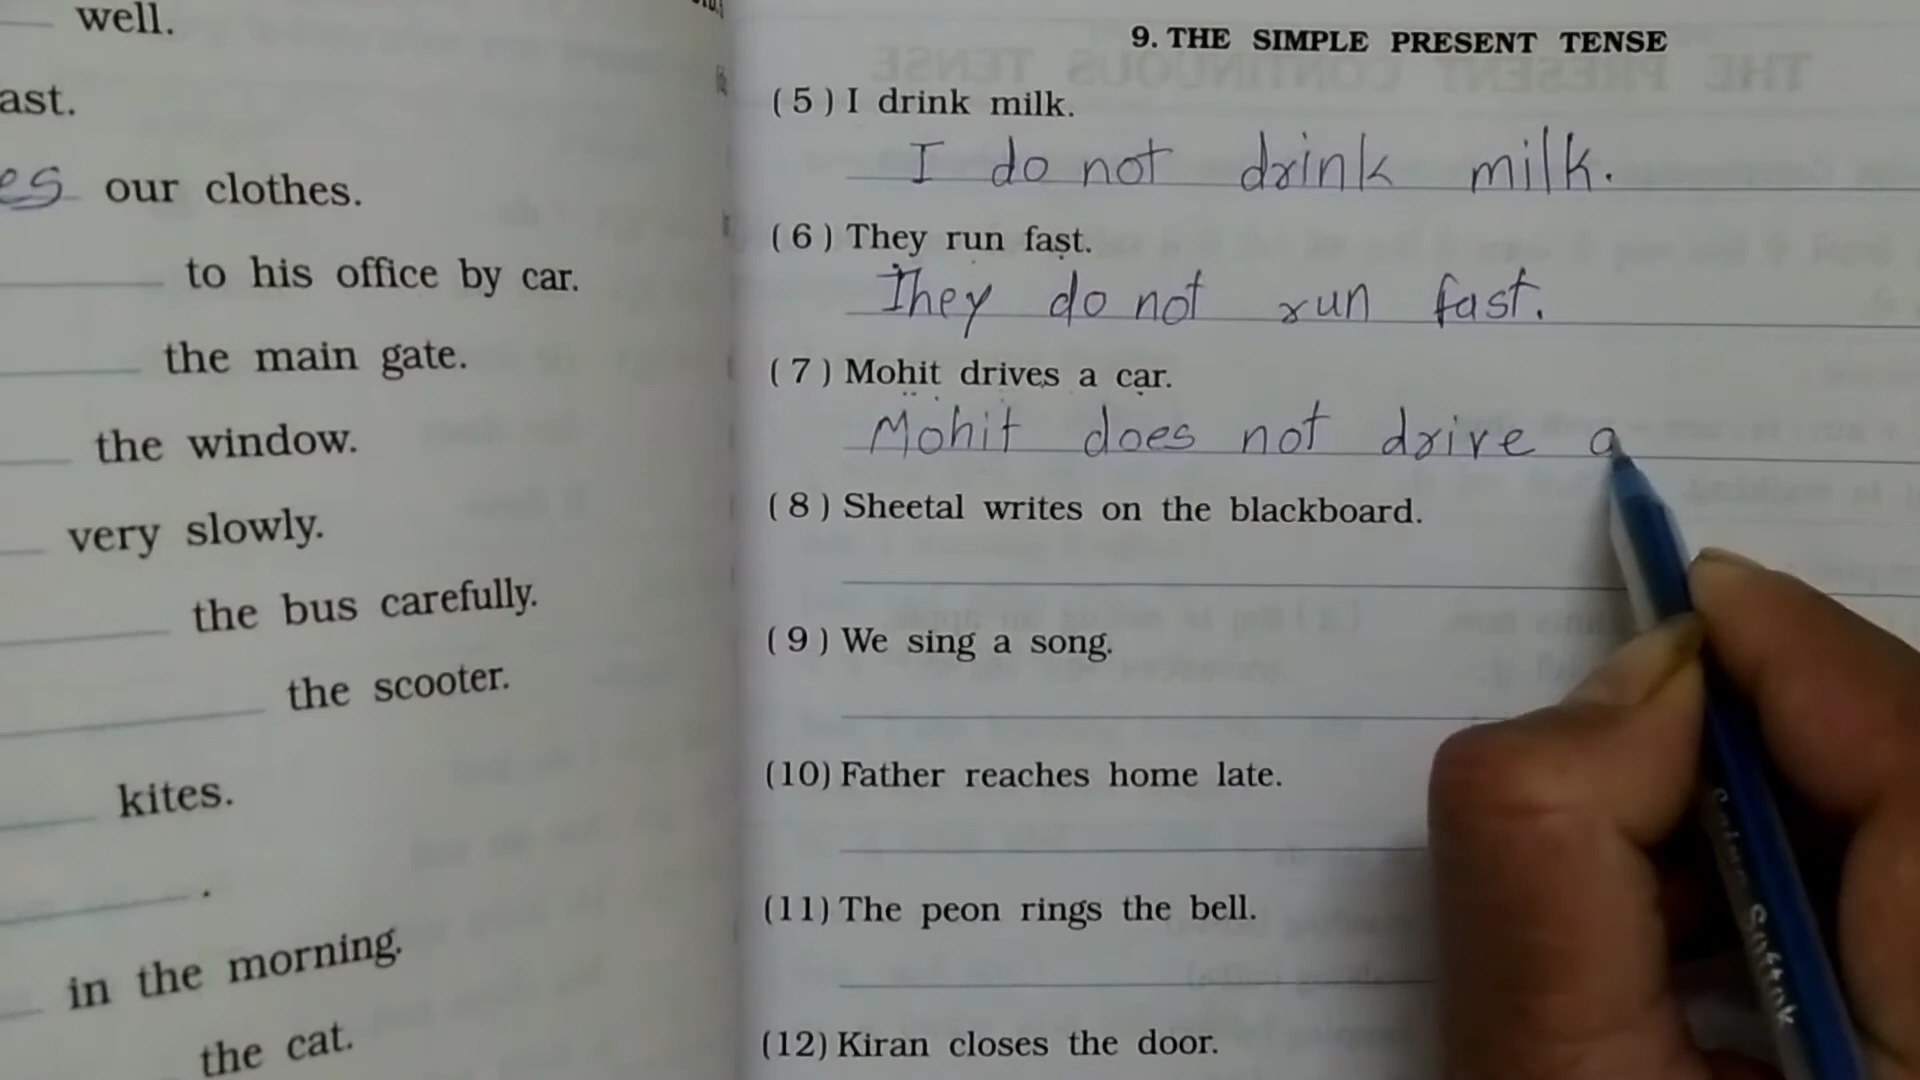 well.
ast.
es our clothes.
to his office by car.
the main gate.
the window.
very slowly.
the bus carefully.
the scooter.
kites.
.
in the morning.
the cat.
9. THE SIMPLE PRESENT TENSE
(5) I drink milk.
I do not drink milk.
(6) They run fast.
They do not run fast.
(7) Mohit drives a car.
Mohit does not drive a
(8) Sheetal writes on the blackboard.
(9) We sing a song.
(10) Father reaches home late.
(11) The peon rings the bell.
(12) Kiran closes the door.